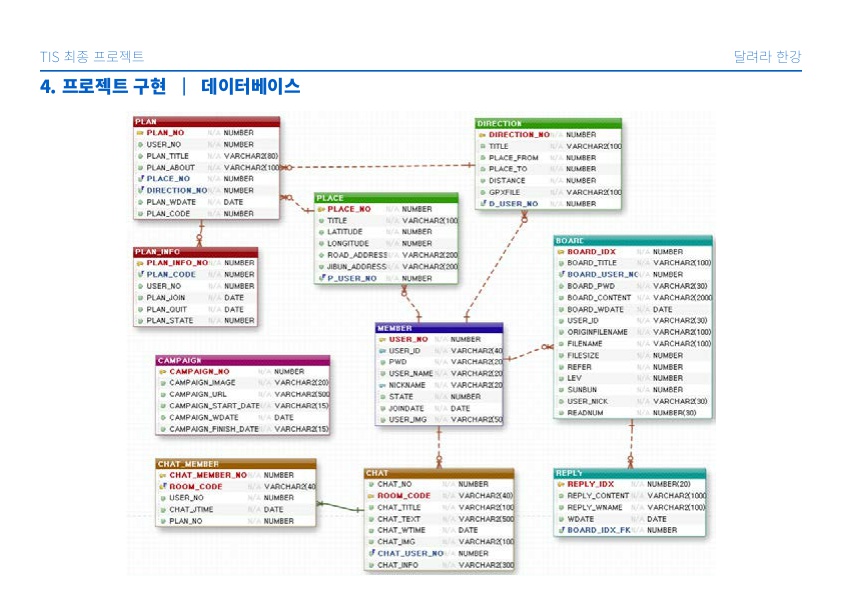 TIS 최종 프로젝트
달려라 한강
4. 프로젝트 구현 | 데이터베이스
PLAN
PLAN_NO N/A NUMBER
USER_NO N/A NUMBER
PLAN_TITLE N/A VARCHAR2(80)
PLAN_ABOUT N/A VARCHAR2(100
PLACE_NO N/A NUMBER
DIRECTION_NO N/A NUMBER
PLAN_WDATE N/A DATE
PLAN_CODE N/A NUMBER
DIRECTION
DIRECTION_NO N/A NUMBER
TITLE N/A VARCHAR2(100
PLACE_FROM N/A NUMBER
PLACE_TO N/A NUMBER
DISTANCE N/A NUMBER
GPXFILE N/A VARCHAR2(100
D_USER_NO N/A NUMBER
PLACE
PLACE_NO N/A NUMBER
TITLE N/A VARCHAR2(100
LATITUDE N/A NUMBER
LONGITUDE N/A NUMBER
ROAD_ADDRESS N/A VARCHAR2(200
JIBUN_ADDRESS N/A VARCHAR2(200
P_USER_NO N/A NUMBER
PLAN_INFO
PLAN_INFO_NO N/A NUMBER
PLAN_CODE N/A NUMBER
USER_NO N/A NUMBER
PLAN_JOIN N/A DATE
PLAN_QUIT N/A DATE
PLAN_STATE N/A NUMBER
BOARD
BOARD_IDX N/A NUMBER
BOARD_TITLE N/A VARCHAR2(100)
BOARD_USER_NO N/A NUMBER
BOARD_PWD N/A VARCHAR2(30)
BOARD_CONTENT N/A VARCHAR2(2000
BOARD_WDATE N/A DATE
USER_ID N/A VARCHAR2(30)
ORIGINFILENAME N/A VARCHAR2(100)
FILENAME N/A VARCHAR2(100)
FILESIZE N/A NUMBER
REFER N/A NUMBER
LEV N/A NUMBER
SUNBUN N/A NUMBER
USER_NICK N/A VARCHAR2(30)
READNUM N/A NUMBER(30)
MEMBER
USER_NO N/A NUMBER
USER_ID N/A VARCHAR2(40
PWD N/A VARCHAR2(20
USER_NAME N/A VARCHAR2(20
NICKNAME N/A VARCHAR2(20
STATE N/A NUMBER
JOINDATE N/A DATE
USER_IMG N/A VARCHAR2(50
CAMPAIGN
CAMPAIGN_NO N/A NUMBER
CAMPAIGN_IMAGE N/A VARCHAR2(20)
CAMPAIGN_URL N/A VARCHAR2(500
CAMPAIGN_START_DATE N/A VARCHAR2(15)
CAMPAIGN_WDATE N/A DATE
CAMPAIGN_FINISH_DATE N/A VARCHAR2(15)
CHAT_MEMBER
CHAT_MEMBER_NO N/A NUMBER
ROOM_CODE N/A VARCHAR2(40
USER_NO N/A NUMBER
CHAT_JTIME N/A DATE
PLAN_NO N/A NUMBER
CHAT
CHAT_NO N/A NUMBER
ROOM_CODE N/A VARCHAR2(40)
CHAT_TITLE N/A VARCHAR2(100
CHAT_TEXT N/A VARCHAR2(500
CHAT_WTIME N/A DATE
CHAT_IMG N/A VARCHAR2(100
CHAT_USER_NO N/A NUMBER
CHAT_INFO N/A VARCHAR2(300
REPLY
REPLY_IDX N/A NUMBER(20)
REPLY_CONTENT N/A VARCHAR2(1000
REPLY_WNAME N/A VARCHAR2(100)
WDATE N/A DATE
BOARD_IDX_FK N/A NUMBER